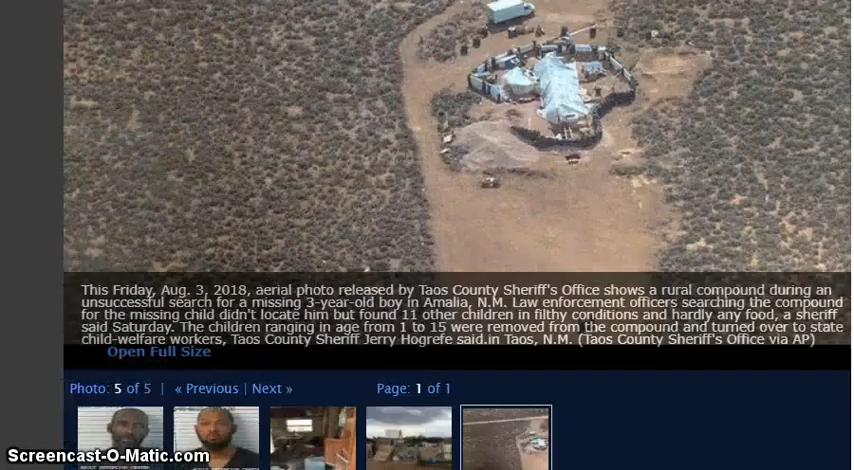 This Friday, Aug. 3, 2018, aerial photo released by Taos County Sheriff's Office shows a rural compound during an
unsuccessful search for a missing 3-year-old boy in Amalia, N.M. Law enforcement officers searching the compound
for the missing child didn't locate him but found 11 other children in filthy conditions and hardly any food, a sheriff
said Saturday. The children ranging in age from 1 to 15 were removed from the compound and turned over to state
child-welfare workers, Taos County Sheriff Jerry Hogrefe said.in Taos, N.M. (Taos County Sheriff's Office via AP)
Open Full Size
Photo: 5 of 5 | « Previous | Next » Page: 1 of 1
Screencast-O-Matic.com